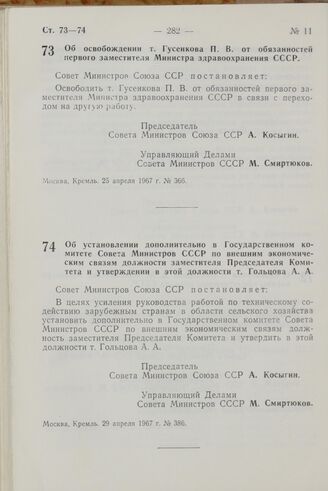 Ст. 73—74 — 282 — № 11
73 Об освобождении т. Гусенкова П. В. от обязанностей
первого заместителя Министра здравоохранения СССР.
Совет Министров Союза ССР постановляет:
Освободить т. Гусенкова П. В. от обязанностей первого за-
местителя Министра здравоохранения СССР в связи с перехо-
дом на другую работу.
Председатель
Совета Министров Союза ССР А. Косыгин.
Управляющий Делами
Совета Министров СССР М. Смиртюков.
Москва, Кремль. 25 апреля 1967 г. № 366.
74 Об установлении дополнительно в Государственном ко-
митете Совета Министров СССР по внешним экономиче-
ским связям должности заместителя Председателя Коми-
тета и утверждении в этой должности т. Гольцова А. А.
Совет Министров Союза ССР постановляет:
В целях усиления руководства работой по техническому со-
действию зарубежным странам в области сельского хозяйства
установить дополнительно в Государственном комитете Совета
Министров СССР по внешним экономическим связям долж-
ность заместителя Председателя Комитета и утвердить в этой
должности т. Гольцова А. А.
Председатель
Совета Министров Союза ССР А. Косыгин.
Управляющий Делами
Совета Министров СССР М. Смиртюков.
Москва, Кремль. 29 апреля 1967 г. № 386.